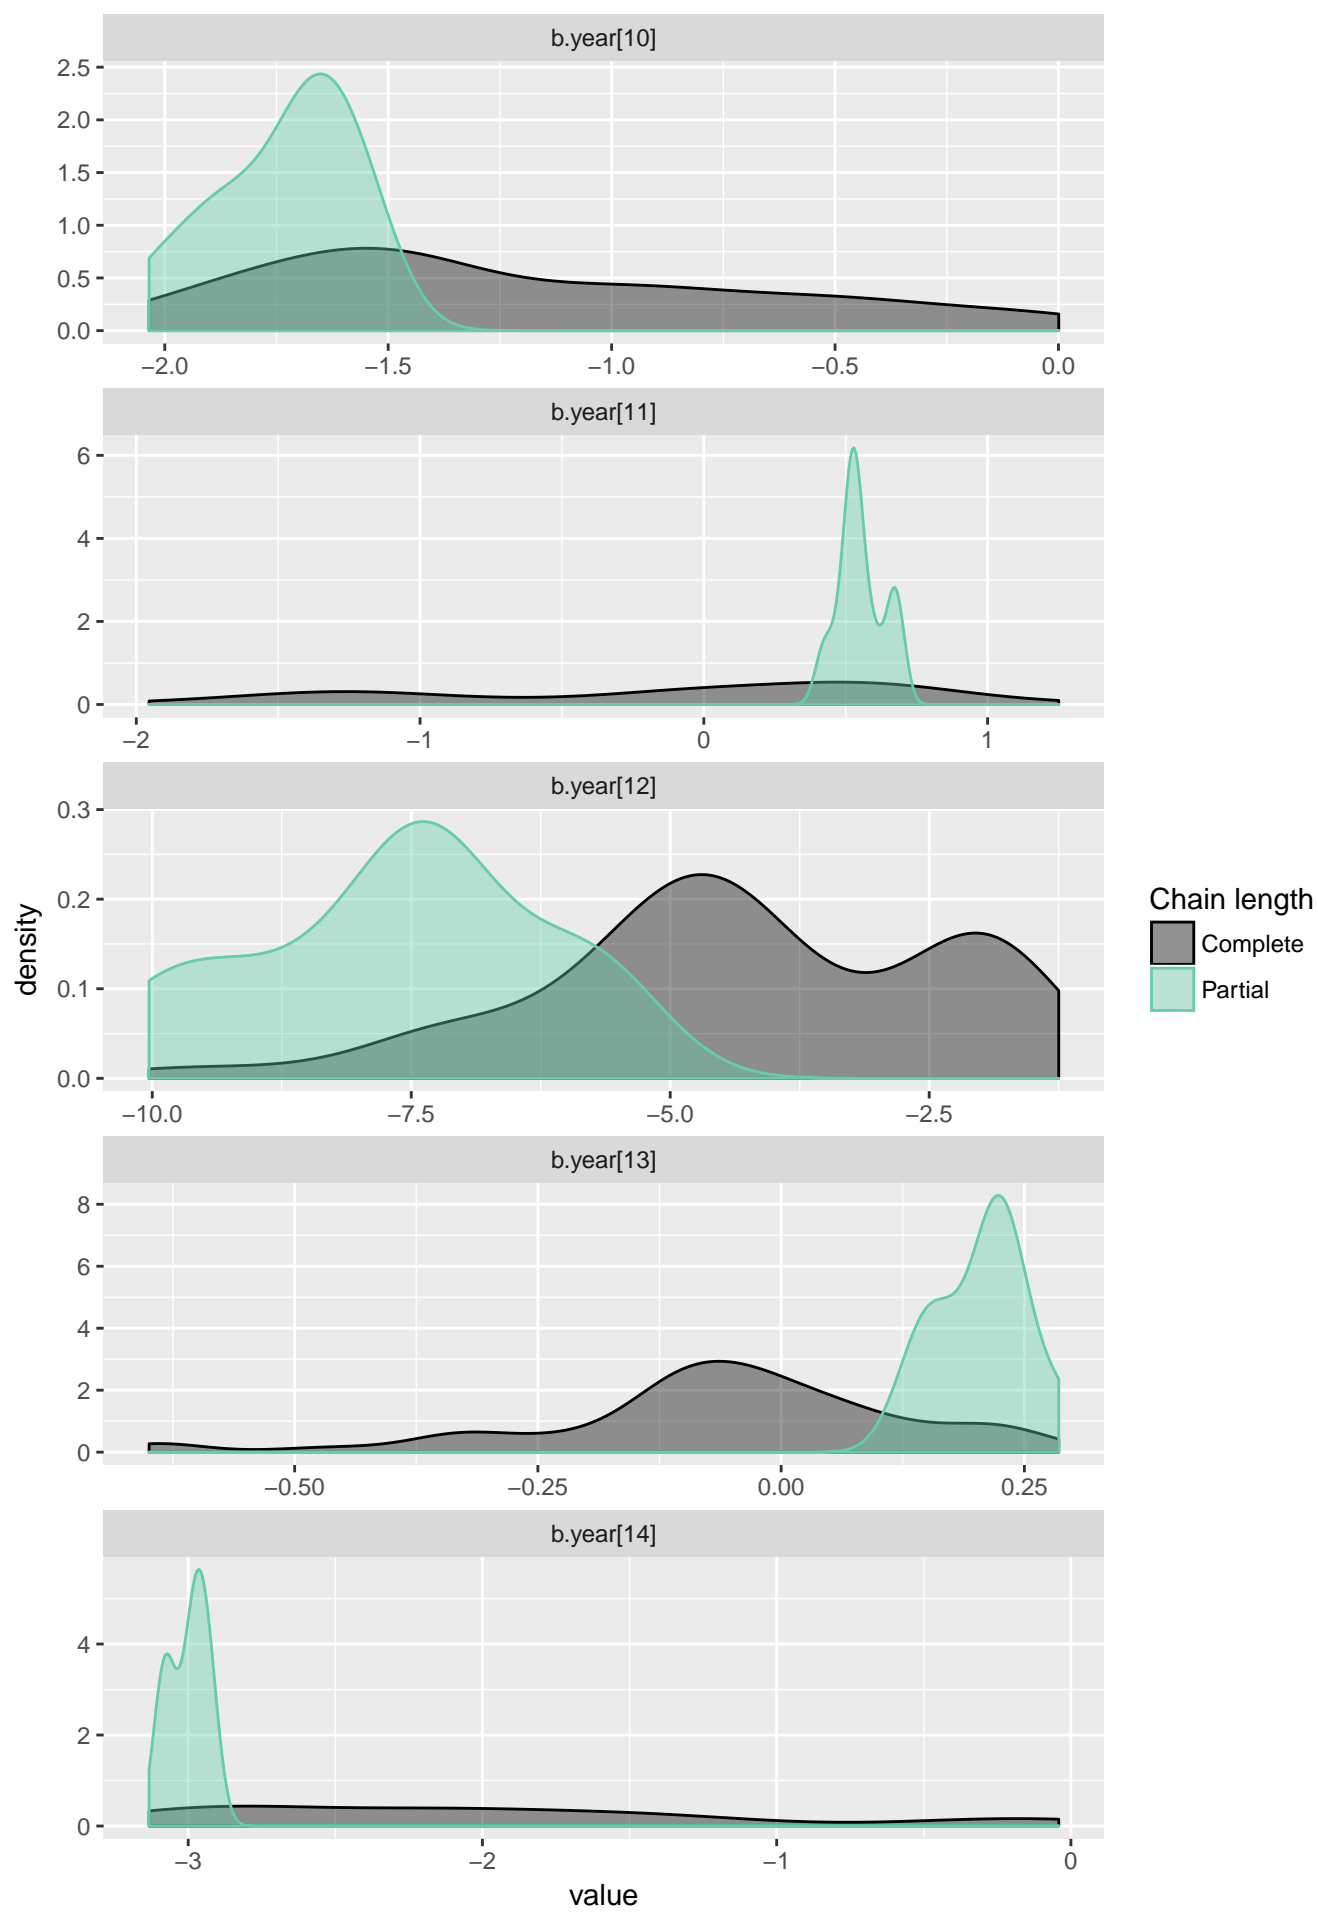 b.year[10]
2.5
2.0
1.5
1.0
0.5
0.0
−2.0 −1.5 −1.0 −0.5 0.0
b.year[11]
6
4
2
0
−2 −1 0 1
b.year[12]
0.3
0.2
0.1
0.0
−10.0 −7.5 −5.0 −2.5
density
b.year[13]
8
6
4
2
0
−0.50 −0.25 0.00 0.25
b.year[14]
4
2
0
−3 −2 −1 0
value
Chain length
Complete
Partial